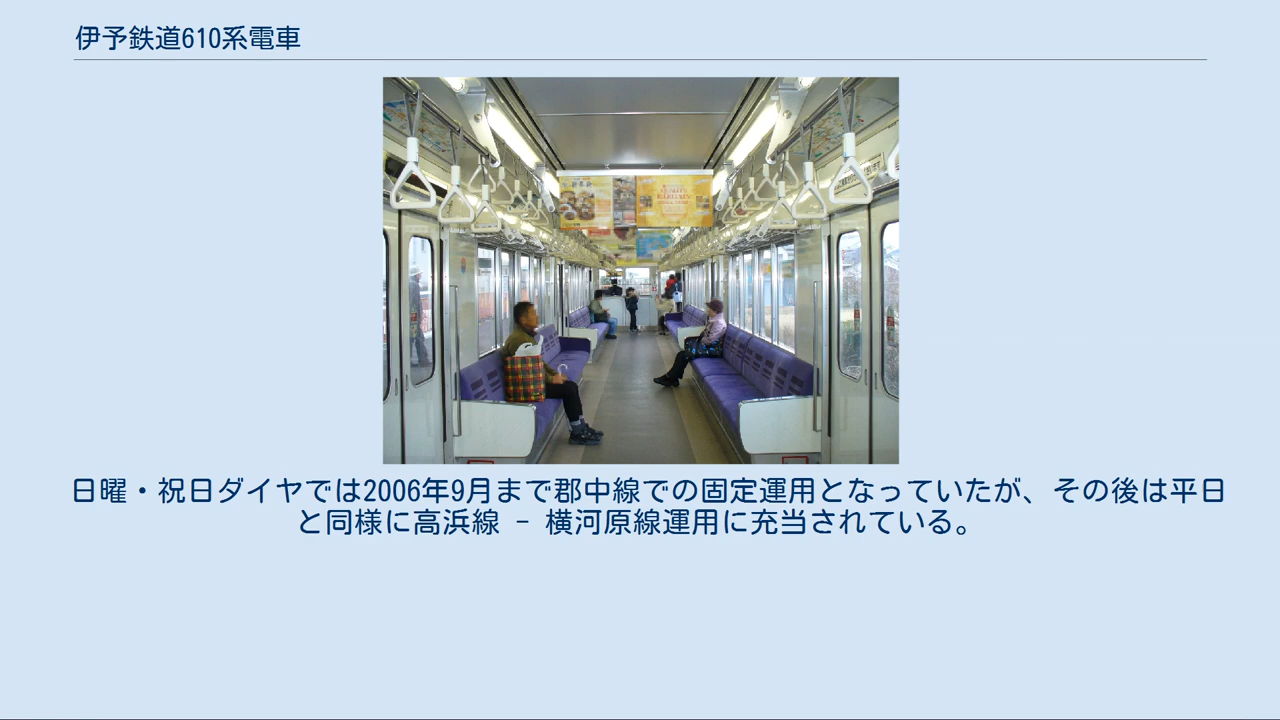 伊予鉄道610系電車
日曜・祝日ダイヤでは2006年9月まで郡中線での固定運用となっていたが、その後は平日
と同様に高浜線 - 横河原線運用に充当されている。